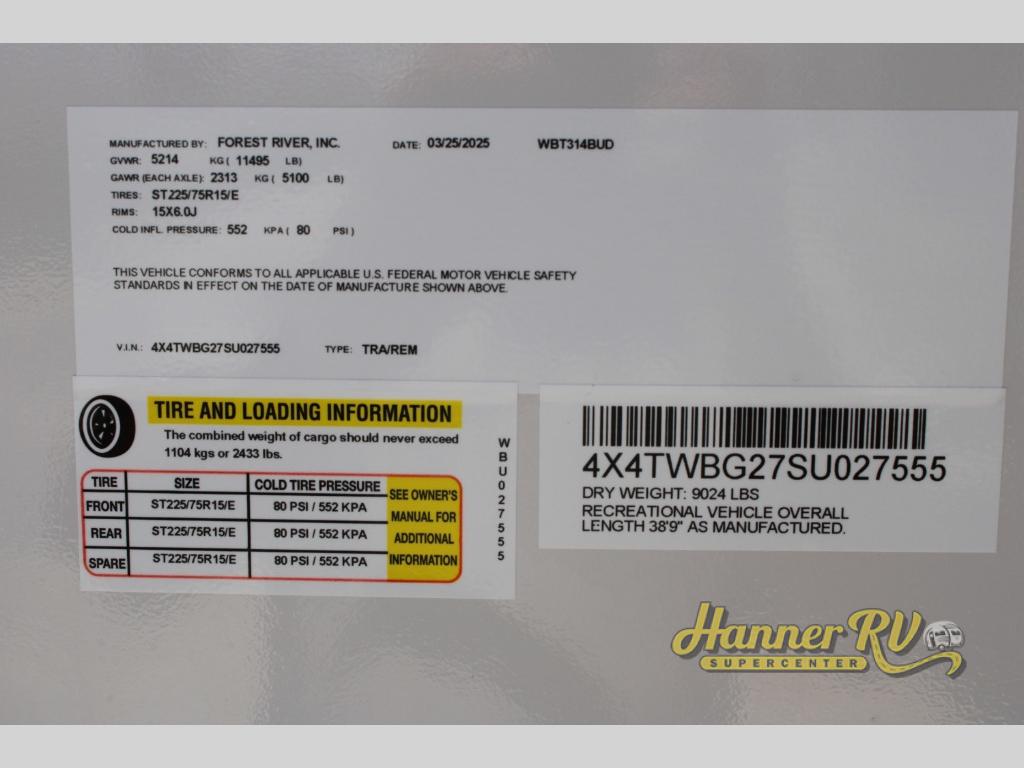 MANUFACTURED BY: FOREST RIVER, INC. DATE: 03/25/2025 WBT314BUD
GVWR: 5214 KG ( 11495 LB)
GAWR (EACH AXLE): 2313 KG ( 5100 LB)
TIRES: ST225/75R15/E
RIMS: 15X6.0J
COLD INFL. PRESSURE: 552 KPA ( 80 PSI )
THIS VEHICLE CONFORMS TO ALL APPLICABLE U.S. FEDERAL MOTOR VEHICLE SAFETY
STANDARDS IN EFFECT ON THE DATE OF MANUFACTURE SHOWN ABOVE.
V.I.N.: 4X4TWBG27SU027555 TYPE: TRA/REM
TIRE AND LOADING INFORMATION
The combined weight of cargo should never exceed
1104 kgs or 2433 lbs.
TIRE SIZE COLD TIRE PRESSURE
FRONT ST225/75R15/E 80 PSI / 552 KPA
REAR ST225/75R15/E 80 PSI / 552 KPA
SPARE ST225/75R15/E 80 PSI / 552 KPA
SEE OWNER'S
MANUAL FOR
ADDITIONAL
INFORMATION
WBU027555
4X4TWBG27SU027555
DRY WEIGHT: 9024 LBS
RECREATIONAL VEHICLE OVERALL
LENGTH 38'9" AS MANUFACTURED.
Hanner RV
SUPERCENTER